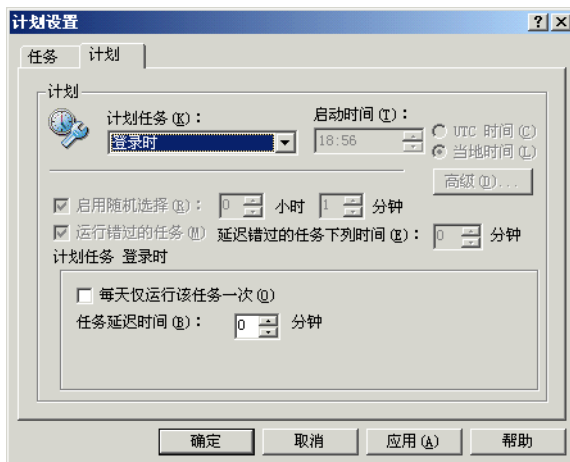 计划设置
任务 计划
计划
计划任务(K)： 启动时间(T)：
登录时 18:56 UTC 时间(C)
当地时间(L)
高级(D)...
启用随机选择(R)： 0 小时 1 分钟
运行错过的任务(M) 延迟错过的任务下列时间(E)： 0 分钟
计划任务 登录时
每天仅运行该任务一次(O)
任务延迟时间(B)： 0 分钟
确定 取消 应用(A) 帮助